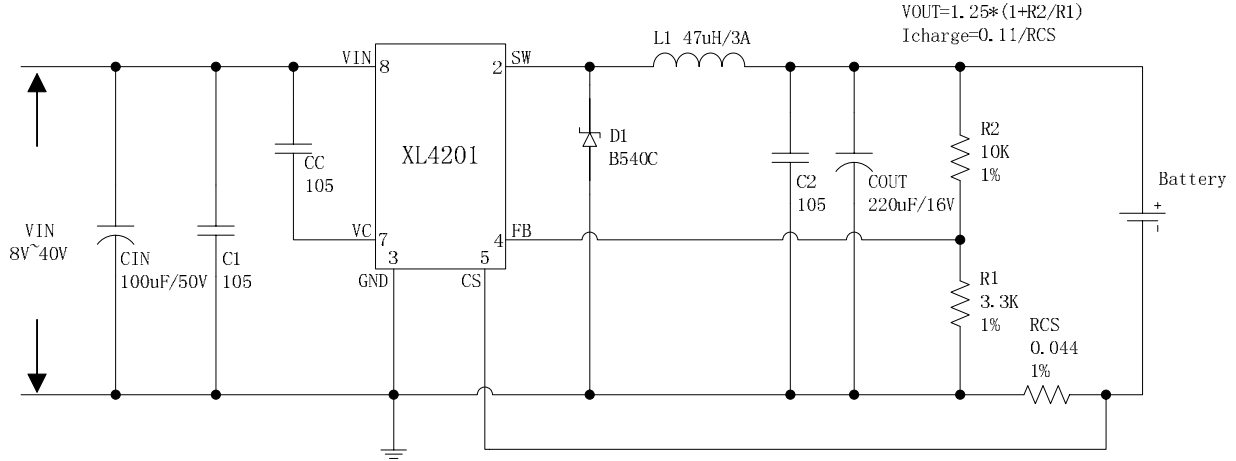 VOUT=1.25*(1+R2/R1)
Icharge=0.11/RCS
L1 47uH/3A
VIN
8
2
SW
XL4201
CC
105
D1
B540C
R2
10K
1%
C2
105
COUT
220uF/16V
Battery
+
-
VIN
8V~40V
CIN
100uF/50V
C1
105
VC
7
4
FB
3
5
GND
CS
R1
3.3K
1%
RCS
0.044
1%